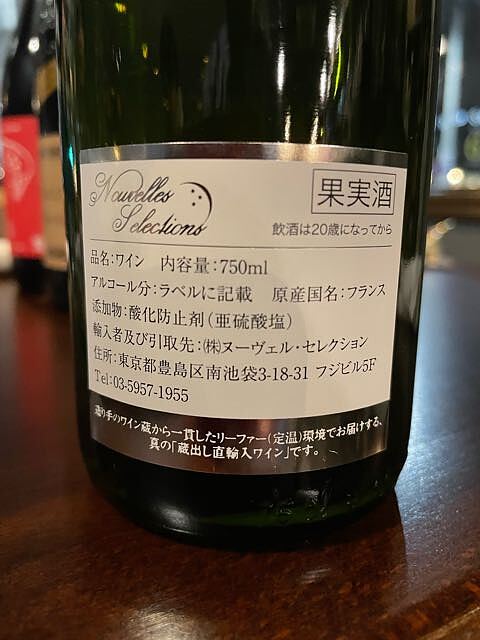 Nouvelles
Selections
果実酒
飲酒は20歳になってから
品名：ワイン　内容量：750ml
アルコール分：ラベルに記載　原産国名：フランス
添加物：酸化防止剤（亜硫酸塩）
輸入者及び引取先：㈱ヌーヴェル・セレクション
住所：東京都豊島区南池袋3-18-31 フジビル5F
Tel：03-5957-1955
造り手のワイン蔵から一貫したリーファー（定温）環境でお届けする、
真の「蔵出し直輸入ワイン」です。